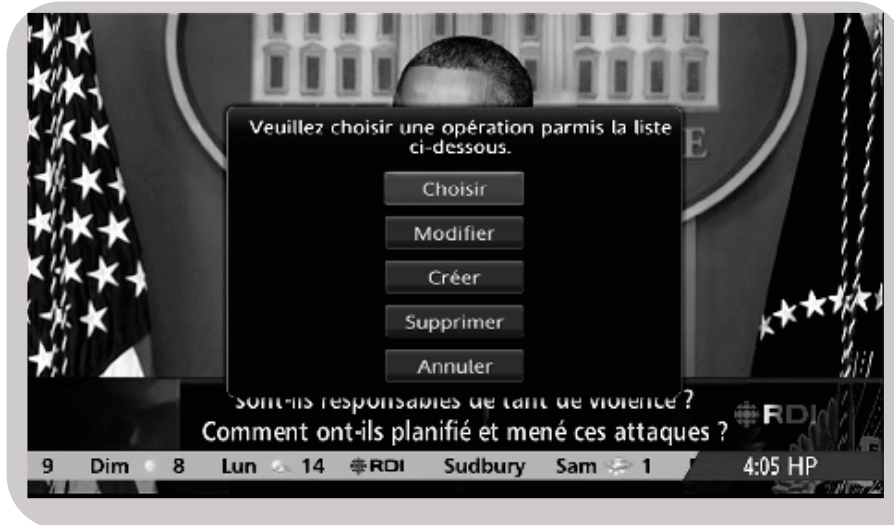 Veuillez choisir une opération parmis la liste
ci-dessous.
Choisir
Modifier
Créer
Supprimer
Annuler
E
sont-ils responsables de tant de violence ?
Comment ont-ils planifié et mené ces attaques ?
RDI
9 Dim 8 Lun 14 RDI Sudbury Sam 1 4:05 HP